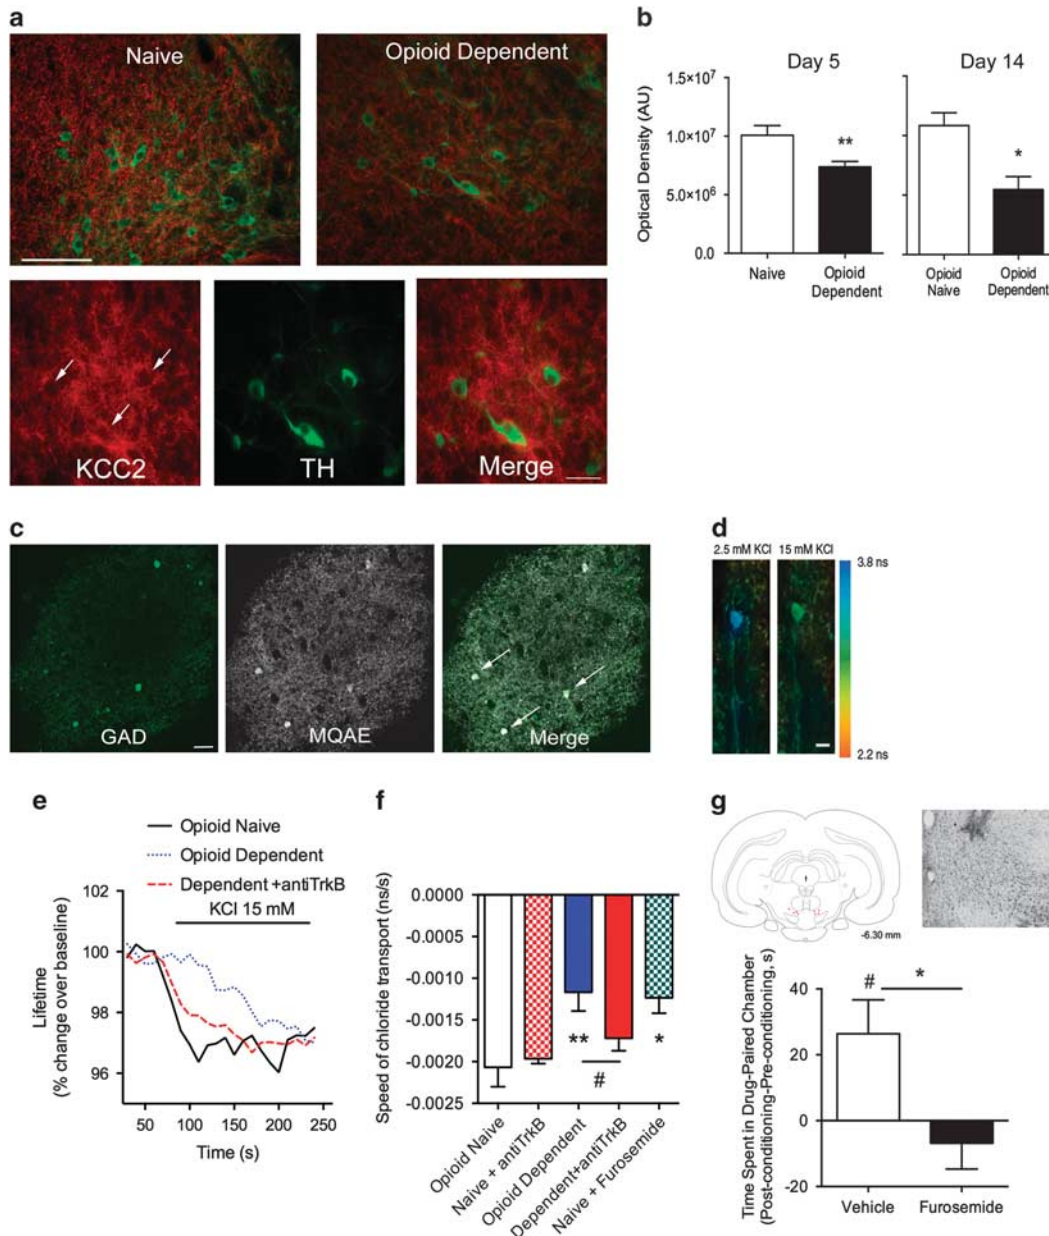 a
Naive
Opioid Dependent
KCC2
TH
Merge
b
Day 5
Day 14
Optical Density (AU)
1.5×10⁷
1.0×10⁷
5.0×10⁶
0.0
**
*
Naive
Opioid
Dependent
Opioid
Naive
Opioid
Dependent
c
GAD
MQAE
Merge
d
2.5 mM KCl
15 mM KCl
3.8 ns
2.2 ns
e
Opioid Naive
Opioid Dependent
Dependent +antiTrkB
KCl 15 mM
Lifetime
(% change over baseline)
102
100
98
96
50
100
150
200
250
Time (s)
f
Speed of chloride transport (ns/s)
0.0000
-0.0005
-0.0010
-0.0015
-0.0020
-0.0025
**
#
*
Opioid Naive
Naive + antiTrkB
Opioid Dependent
Dependent+antiTrkB
Naive + Furosemide
g
-6.30 mm
Time Spent in Drug-Paired Chamber
(Post-conditioning-Pre-conditioning, s)
40
20
0
-20
#
*
Vehicle
Furosemide